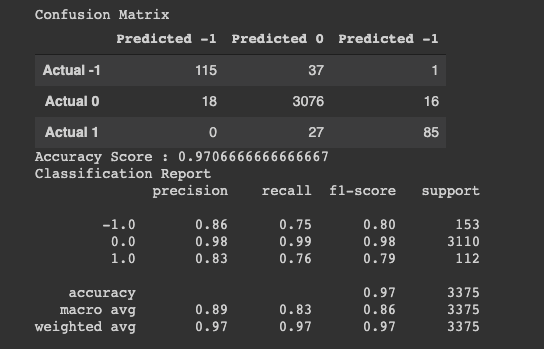 Confusion Matrix
Predicted -1 Predicted 0 Predicted -1
Actual -1 115 37 1
Actual 0 18 3076 16
Actual 1 0 27 85
Accuracy Score : 0.9706666666666667
Classification Report
precision recall f1-score support
-1.0 0.86 0.75 0.80 153
0.0 0.98 0.99 0.98 3110
1.0 0.83 0.76 0.79 112
accuracy 0.97 3375
macro avg 0.89 0.83 0.86 3375
weighted avg 0.97 0.97 0.97 3375